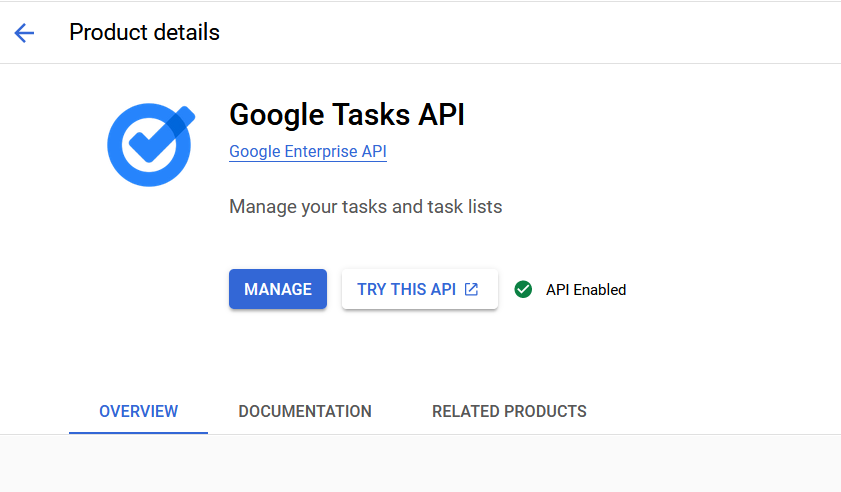 Product details
Google Tasks API
Google Enterprise API
Manage your tasks and task lists
MANAGE
TRY THIS API
API Enabled
OVERVIEW
DOCUMENTATION
RELATED PRODUCTS